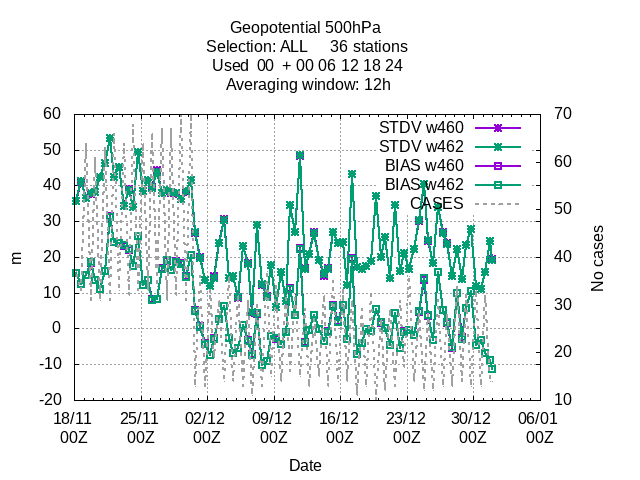 Geopotential 500hPa
Selection: ALL 36 stations
Used 00 + 00 06 12 18 24
Averaging window: 12h
60 70
STDV w460
STDV w462
50 60
BIAS w460
BIAS w462
40 50
CASES
30
20 40
m
No cases
10 30
0
20
-10
-20 10
18/11 25/11 02/12 09/12 16/12 23/12 30/12 06/01
00Z 00Z 00Z 00Z 00Z 00Z 00Z 00Z
Date